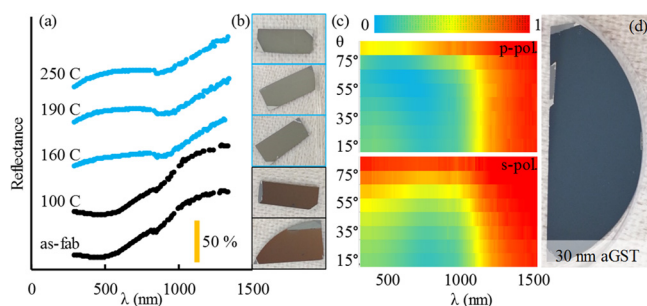 (a)
250 C
190 C
160 C
100 C
as-fab
50 %
Reflectance
0
500
1000
1500
λ (nm)
(b)
(c)
0
1
θ
p-pol.
75°
55°
35°
15°
s-pol.
75°
55°
35°
15°
500
1000
1500
λ (nm)
(d)
30 nm aGST